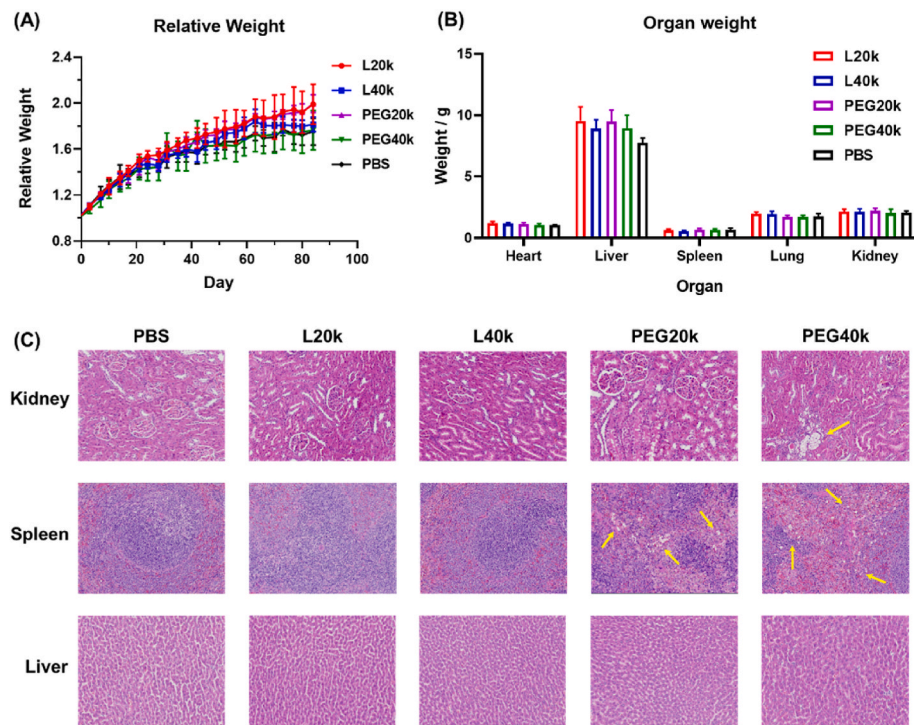 (A)
Relative Weight
Relative Weight
2.4
2.0
1.6
1.2
0.8
0
20
40
60
80
100
Day
L20k
L40k
PEG20k
PEG40k
PBS
(B)
Organ weight
Weight / g
15
10
5
0
Heart
Liver
Spleen
Lung
Kidney
Organ
L20k
L40k
PEG20k
PEG40k
PBS
(C)
PBS
L20k
L40k
PEG20k
PEG40k
Kidney
Spleen
Liver